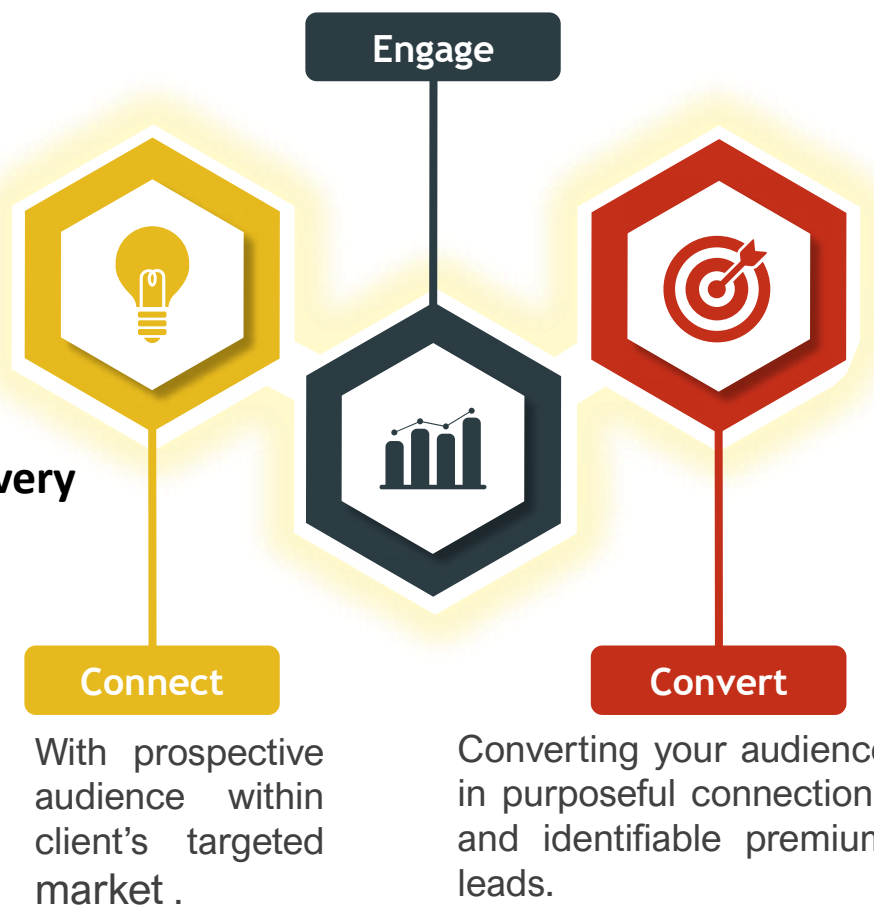 Engage
very
Connect
Convert
With prospective
audience within
client’s targeted
market .
Converting your audience
in purposeful connection
and identifiable premium
leads.